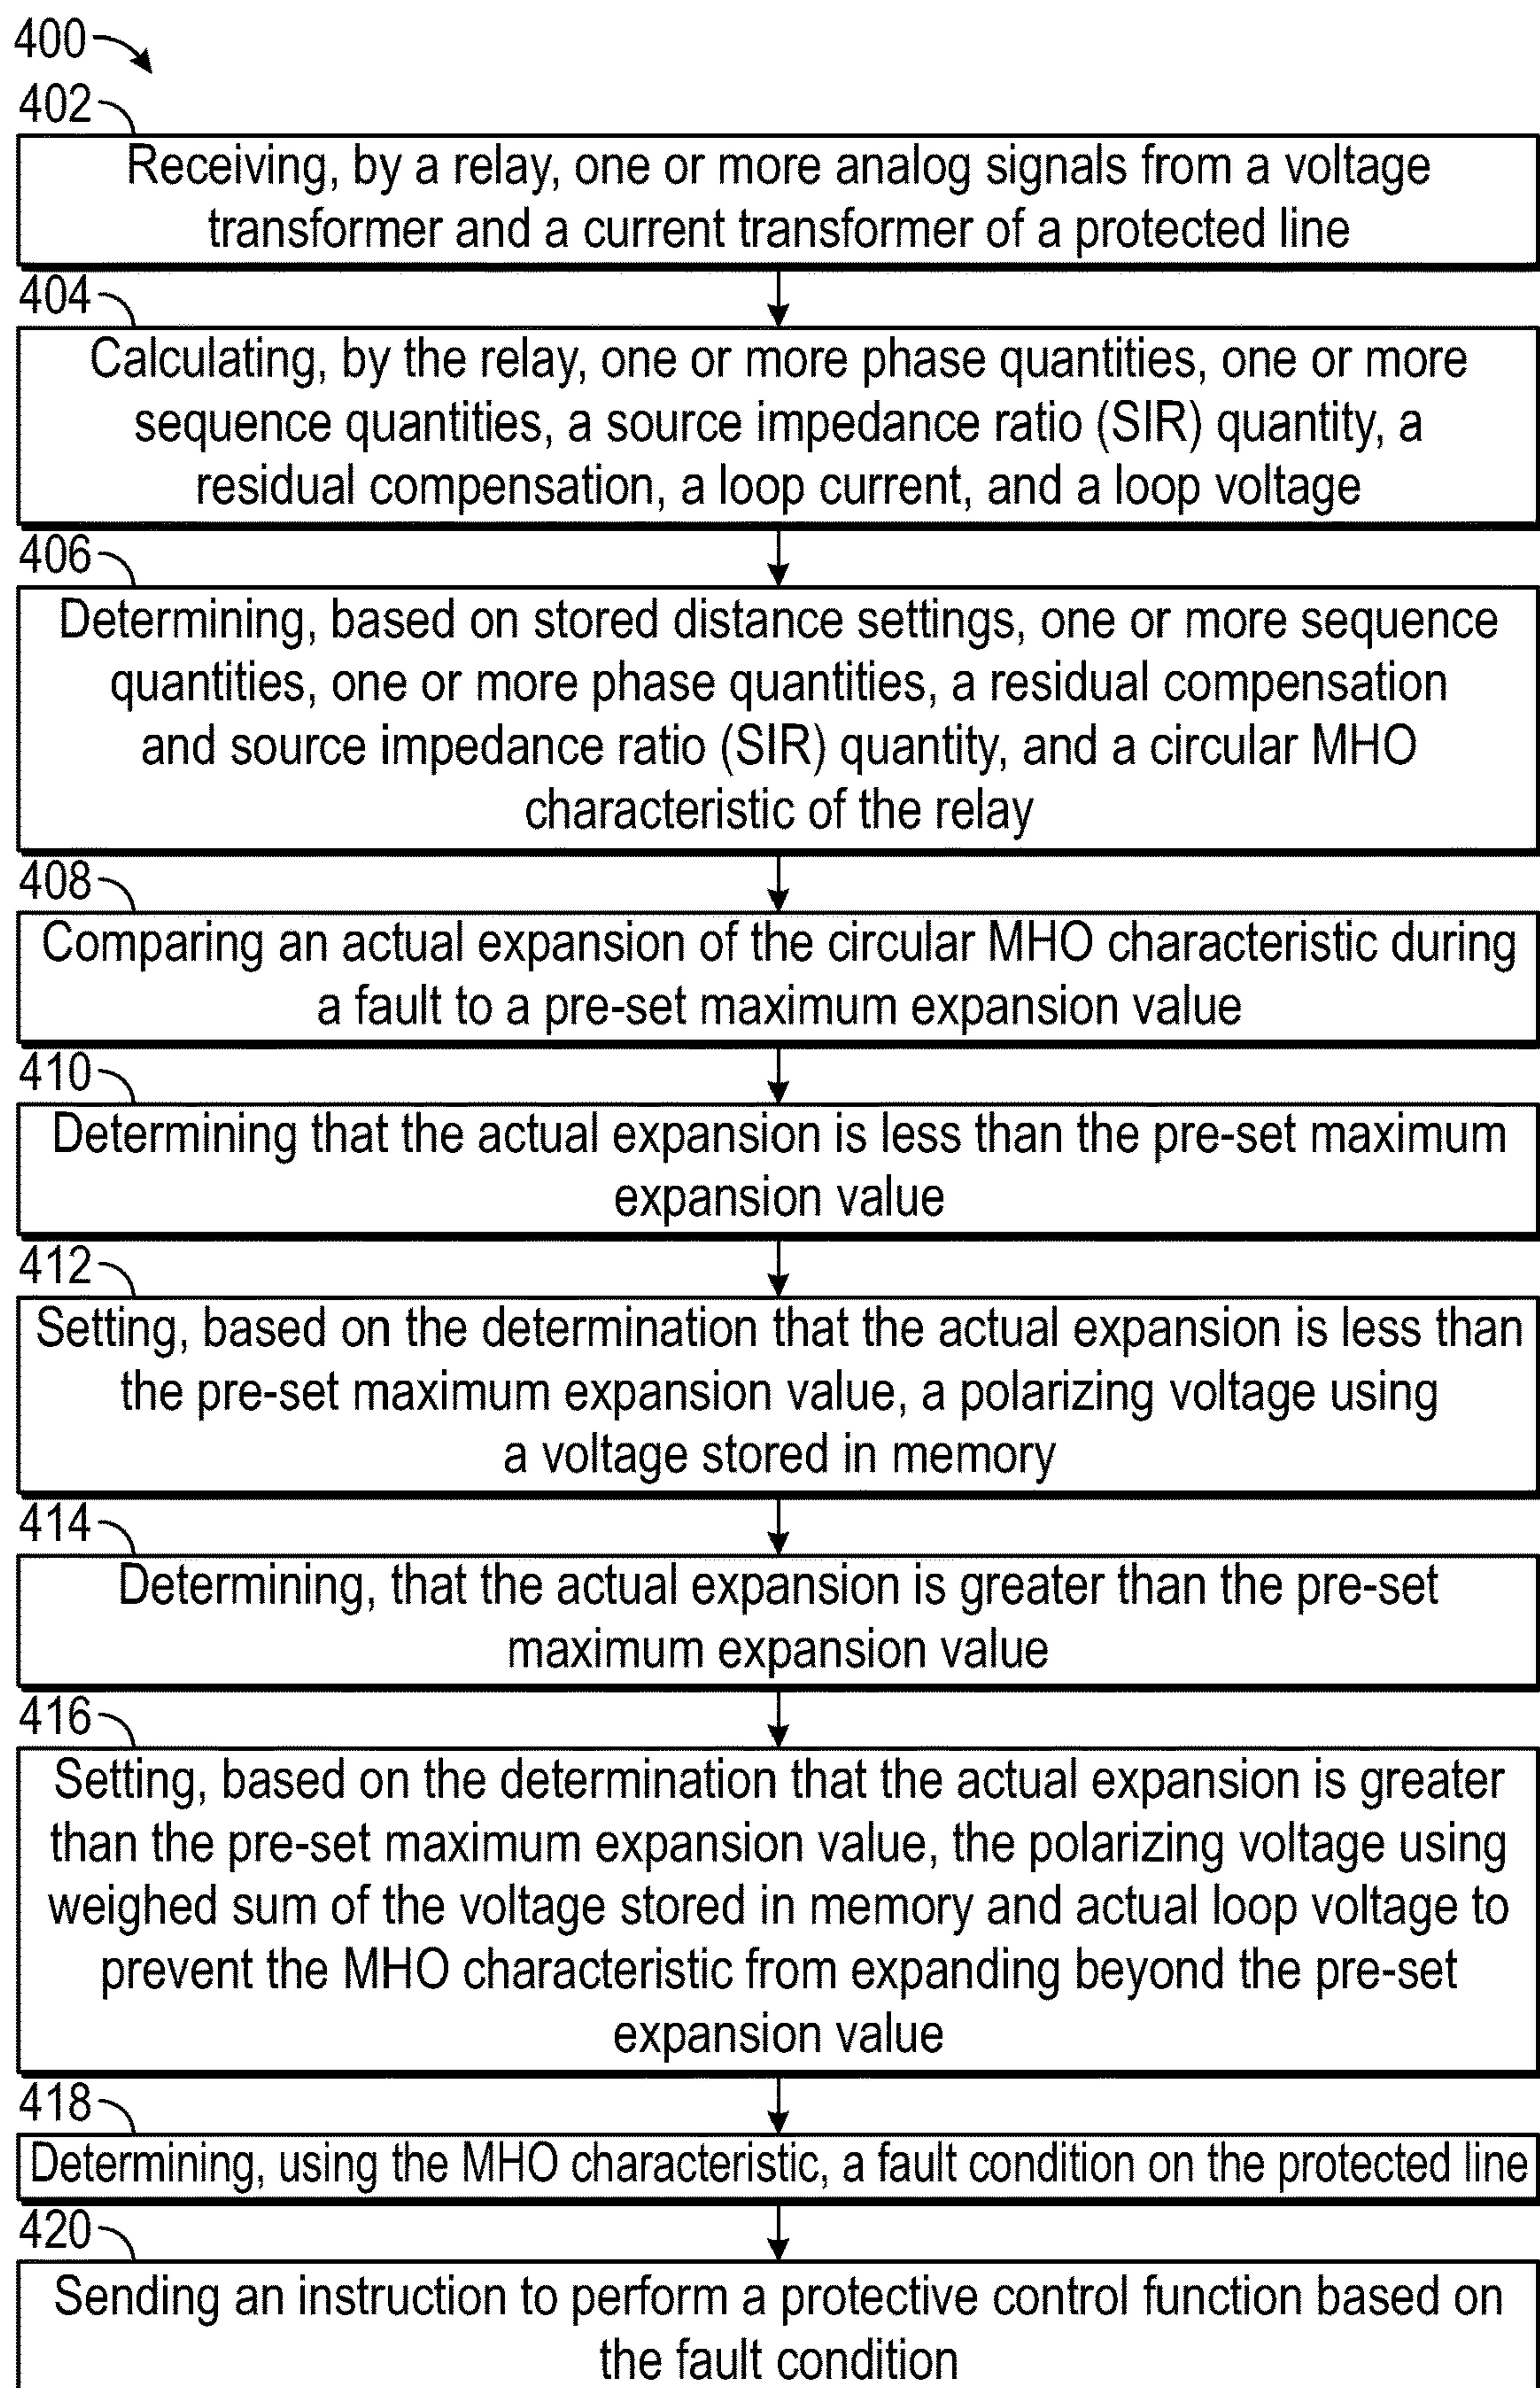 400
402
Receiving, by a relay, one or more analog signals from a voltage
transformer and a current transformer of a protected line
404
Calculating, by the relay, one or more phase quantities, one or more
sequence quantities, a source impedance ratio (SIR) quantity, a
residual compensation, a loop current, and a loop voltage
406
Determining, based on stored distance settings, one or more sequence
quantities, one or more phase quantities, a residual compensation
and source impedance ratio (SIR) quantity, and a circular MHO
characteristic of the relay
408
Comparing an actual expansion of the circular MHO characteristic during
a fault to a pre-set maximum expansion value
410
Determining that the actual expansion is less than the pre-set maximum
expansion value
412
Setting, based on the determination that the actual expansion is less than
the pre-set maximum expansion value, a polarizing voltage using
a voltage stored in memory
414
Determining, that the actual expansion is greater than the pre-set
maximum expansion value
416
Setting, based on the determination that the actual expansion is greater
than the pre-set maximum expansion value, the polarizing voltage using
weighed sum of the voltage stored in memory and actual loop voltage to
prevent the MHO characteristic from expanding beyond the pre-set
expansion value
418
Determining, using the MHO characteristic, a fault condition on the protected line
420
Sending an instruction to perform a protective control function based on
the fault condition